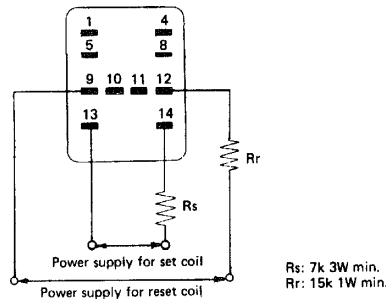 1 4
5 8
9 10 11 12
13 14
Rr
Rs
Power supply for set coil
Power supply for reset coil
Rs: 7k 3W min.
Rr: 15k 1W min.